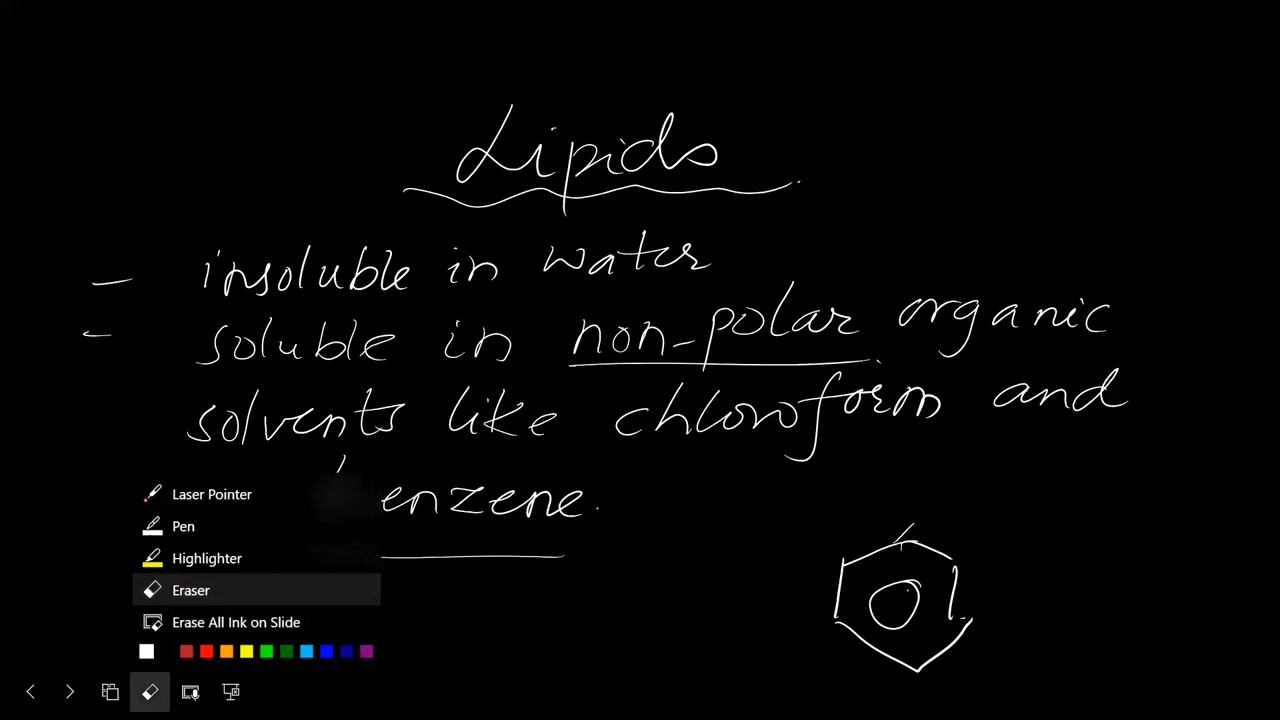 Lipids
- insoluble in water
- soluble in non-polar organic
solvents like chloroform and
enzene.
Laser Pointer
Pen
Highlighter
Eraser
Erase All Ink on Slide